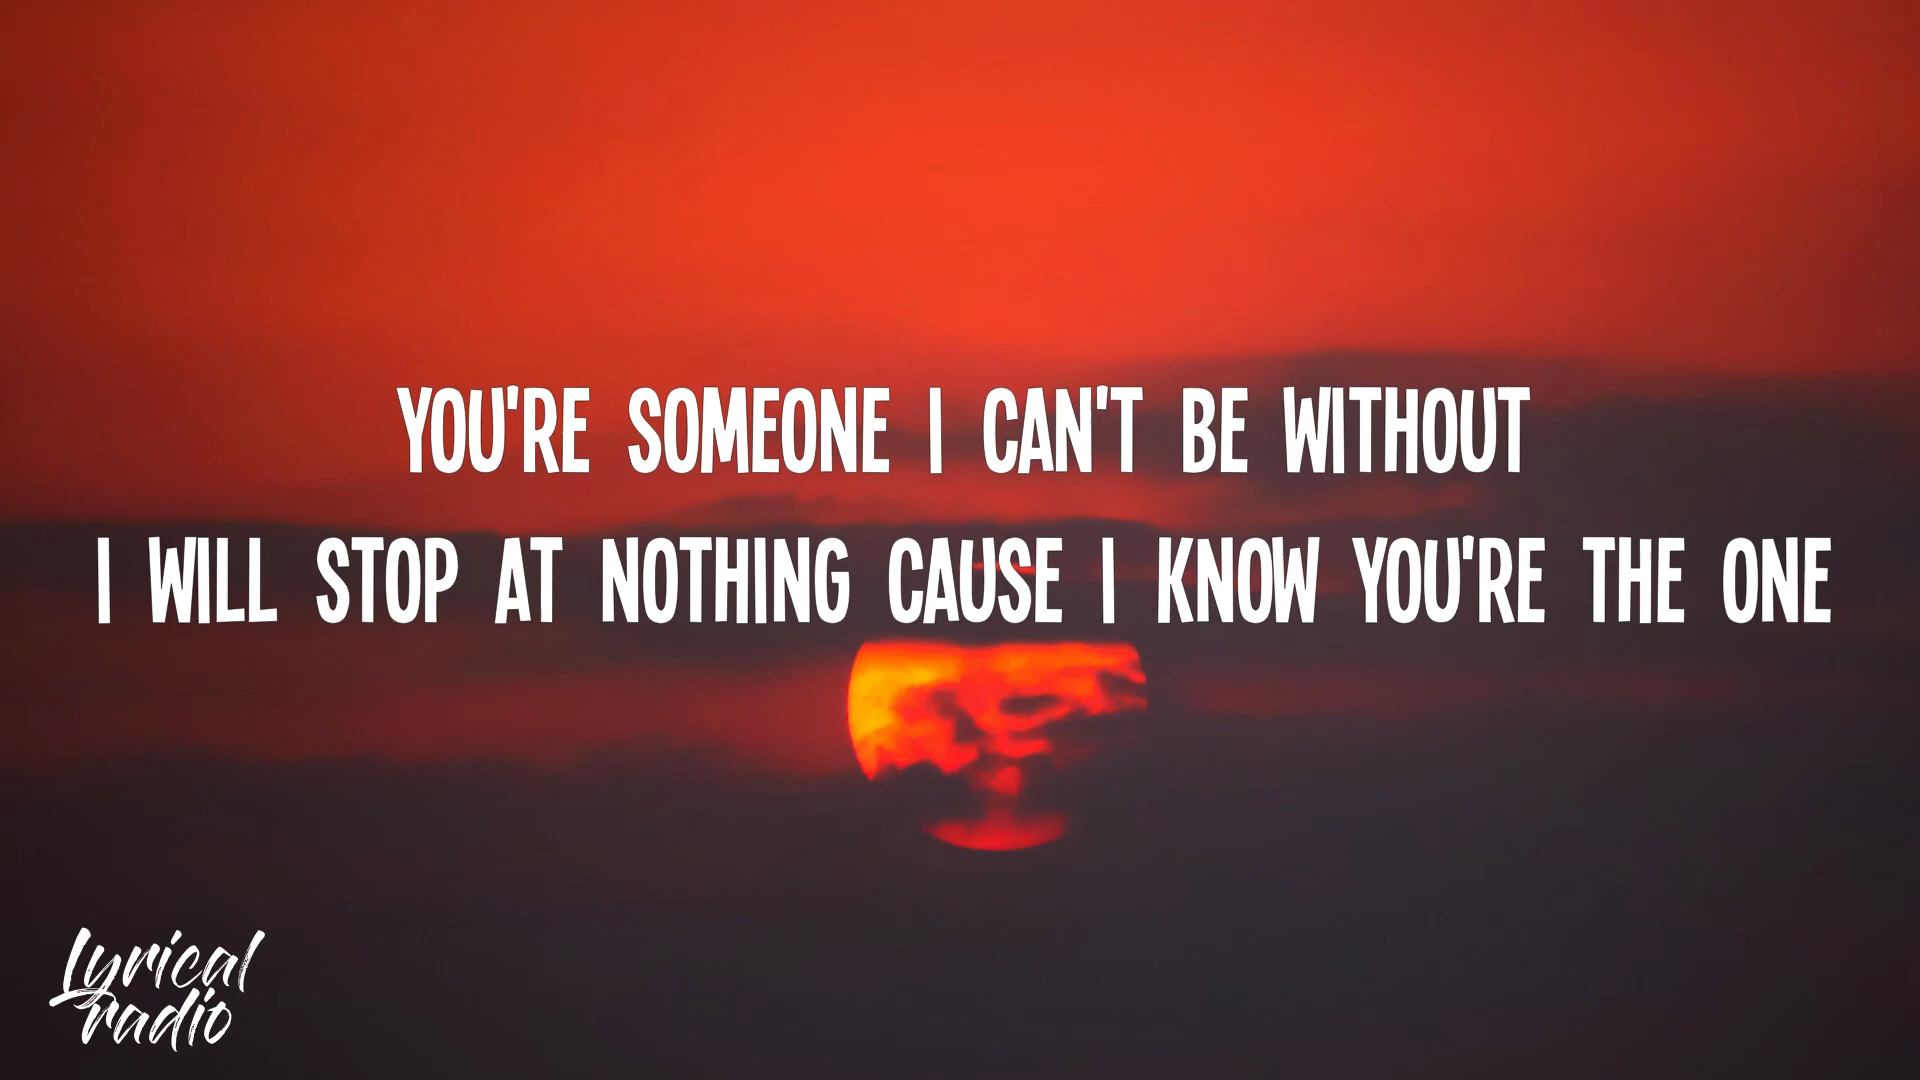 YOU'RE SOMEONE I CAN'T BE WITHOUT
I WILL STOP AT NOTHING CAUSE I KNOW YOU'RE THE ONE
Lyrical
radio